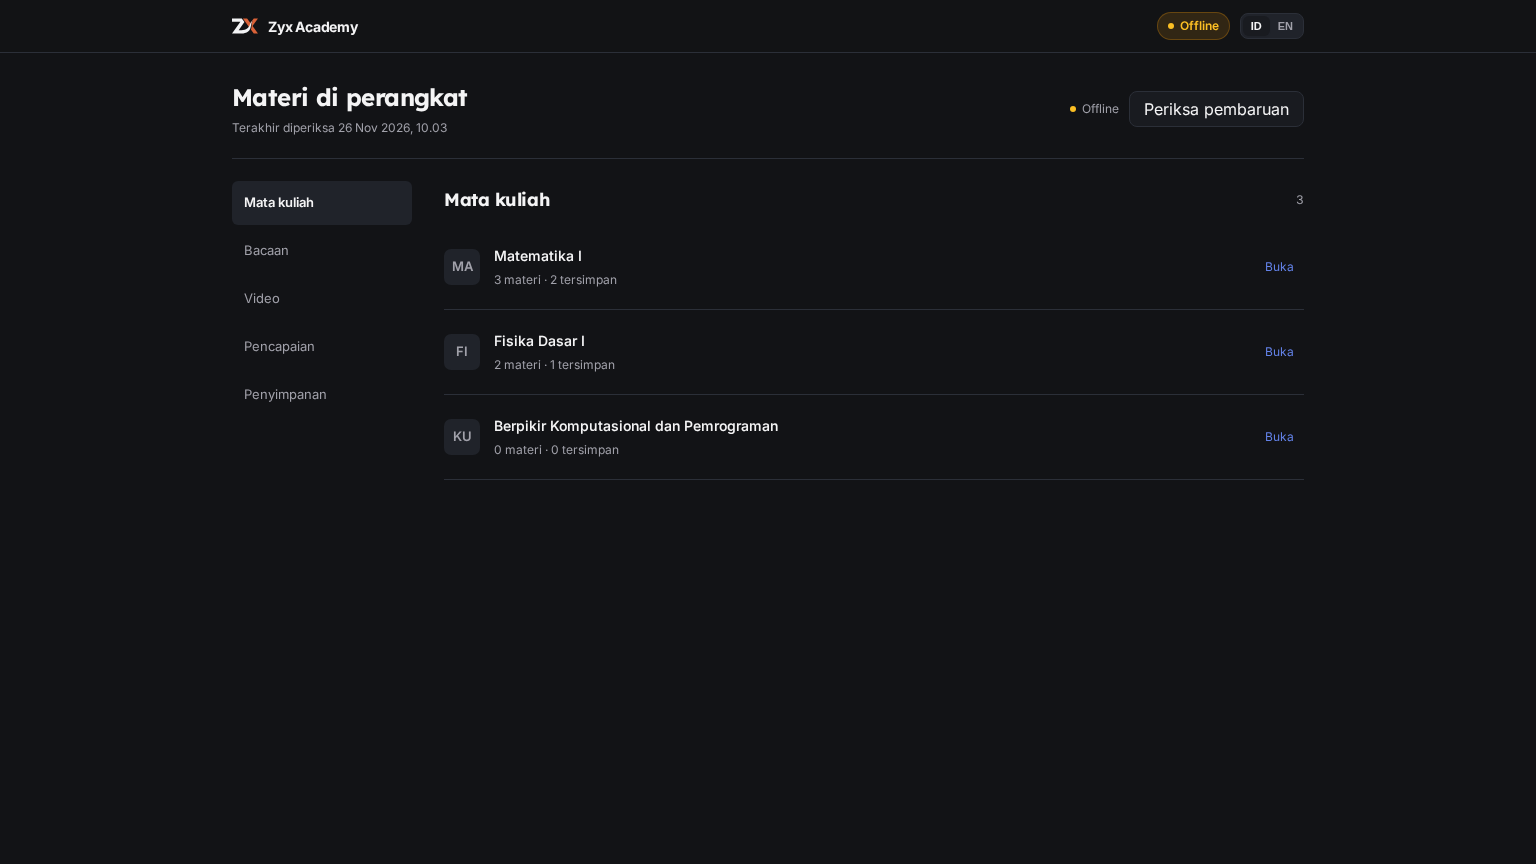 ZX Zyx Academy
Offline
ID EN
Materi di perangkat
Terakhir diperiksa 26 Nov 2026, 10.03
Offline
Periksa pembaruan
Mata kuliah
Bacaan
Video
Pencapaian
Penyimpanan
Mata kuliah
3
MA
Matematika I
3 materi · 2 tersimpan
Buka
FI
Fisika Dasar I
2 materi · 1 tersimpan
Buka
KU
Berpikir Komputasional dan Pemrograman
0 materi · 0 tersimpan
Buka